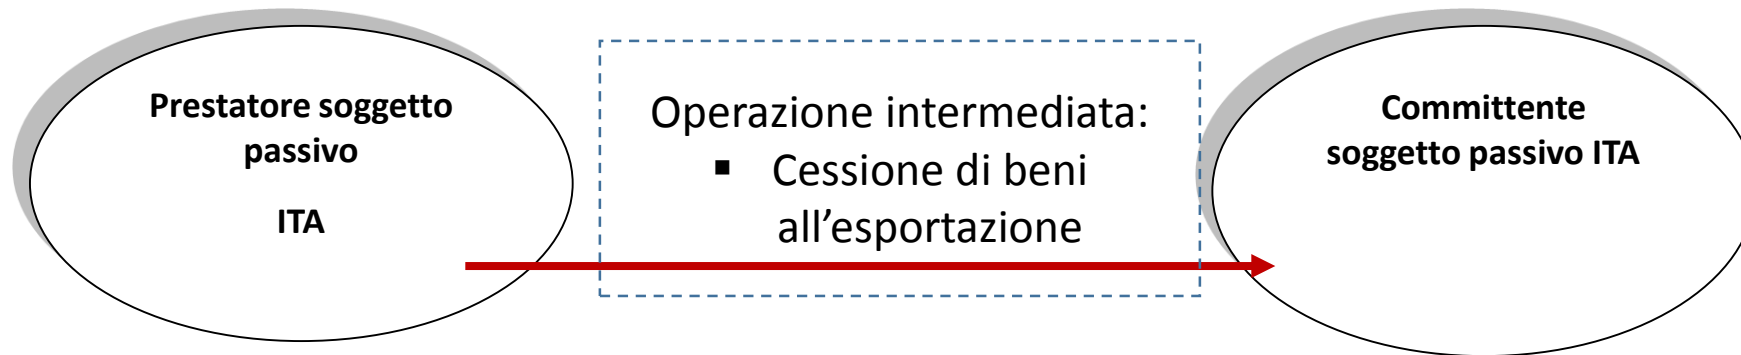 Prestatore soggetto
passivo
ITA
Operazione intermediata:
▪ Cessione di beni
all’esportazione
Committente
soggetto passivo ITA